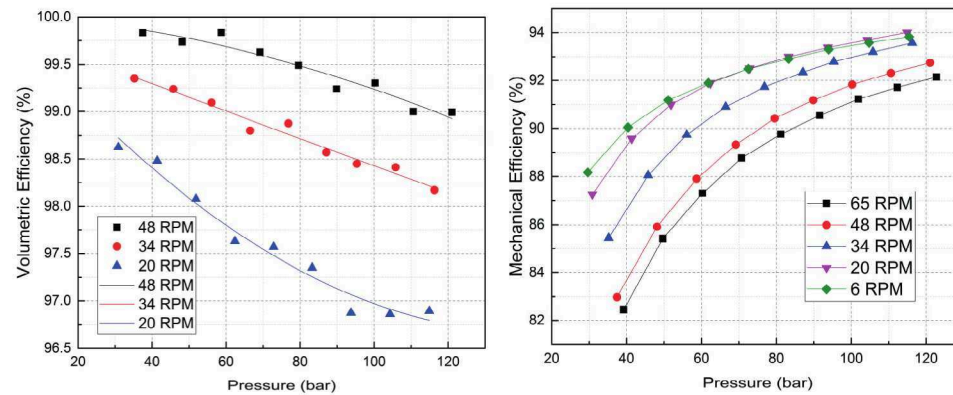 Volumetric Efficiency (%)
100.0
99.5
99.0
98.5
98.0
97.5
97.0
96.5
48 RPM
34 RPM
20 RPM
48 RPM
34 RPM
20 RPM
20 40 60 80 100 120
Pressure (bar)
Mechanical Efficiency (%)
94
92
90
88
86
84
82
65 RPM
48 RPM
34 RPM
20 RPM
6 RPM
20 40 60 80 100 120
Pressure (bar)